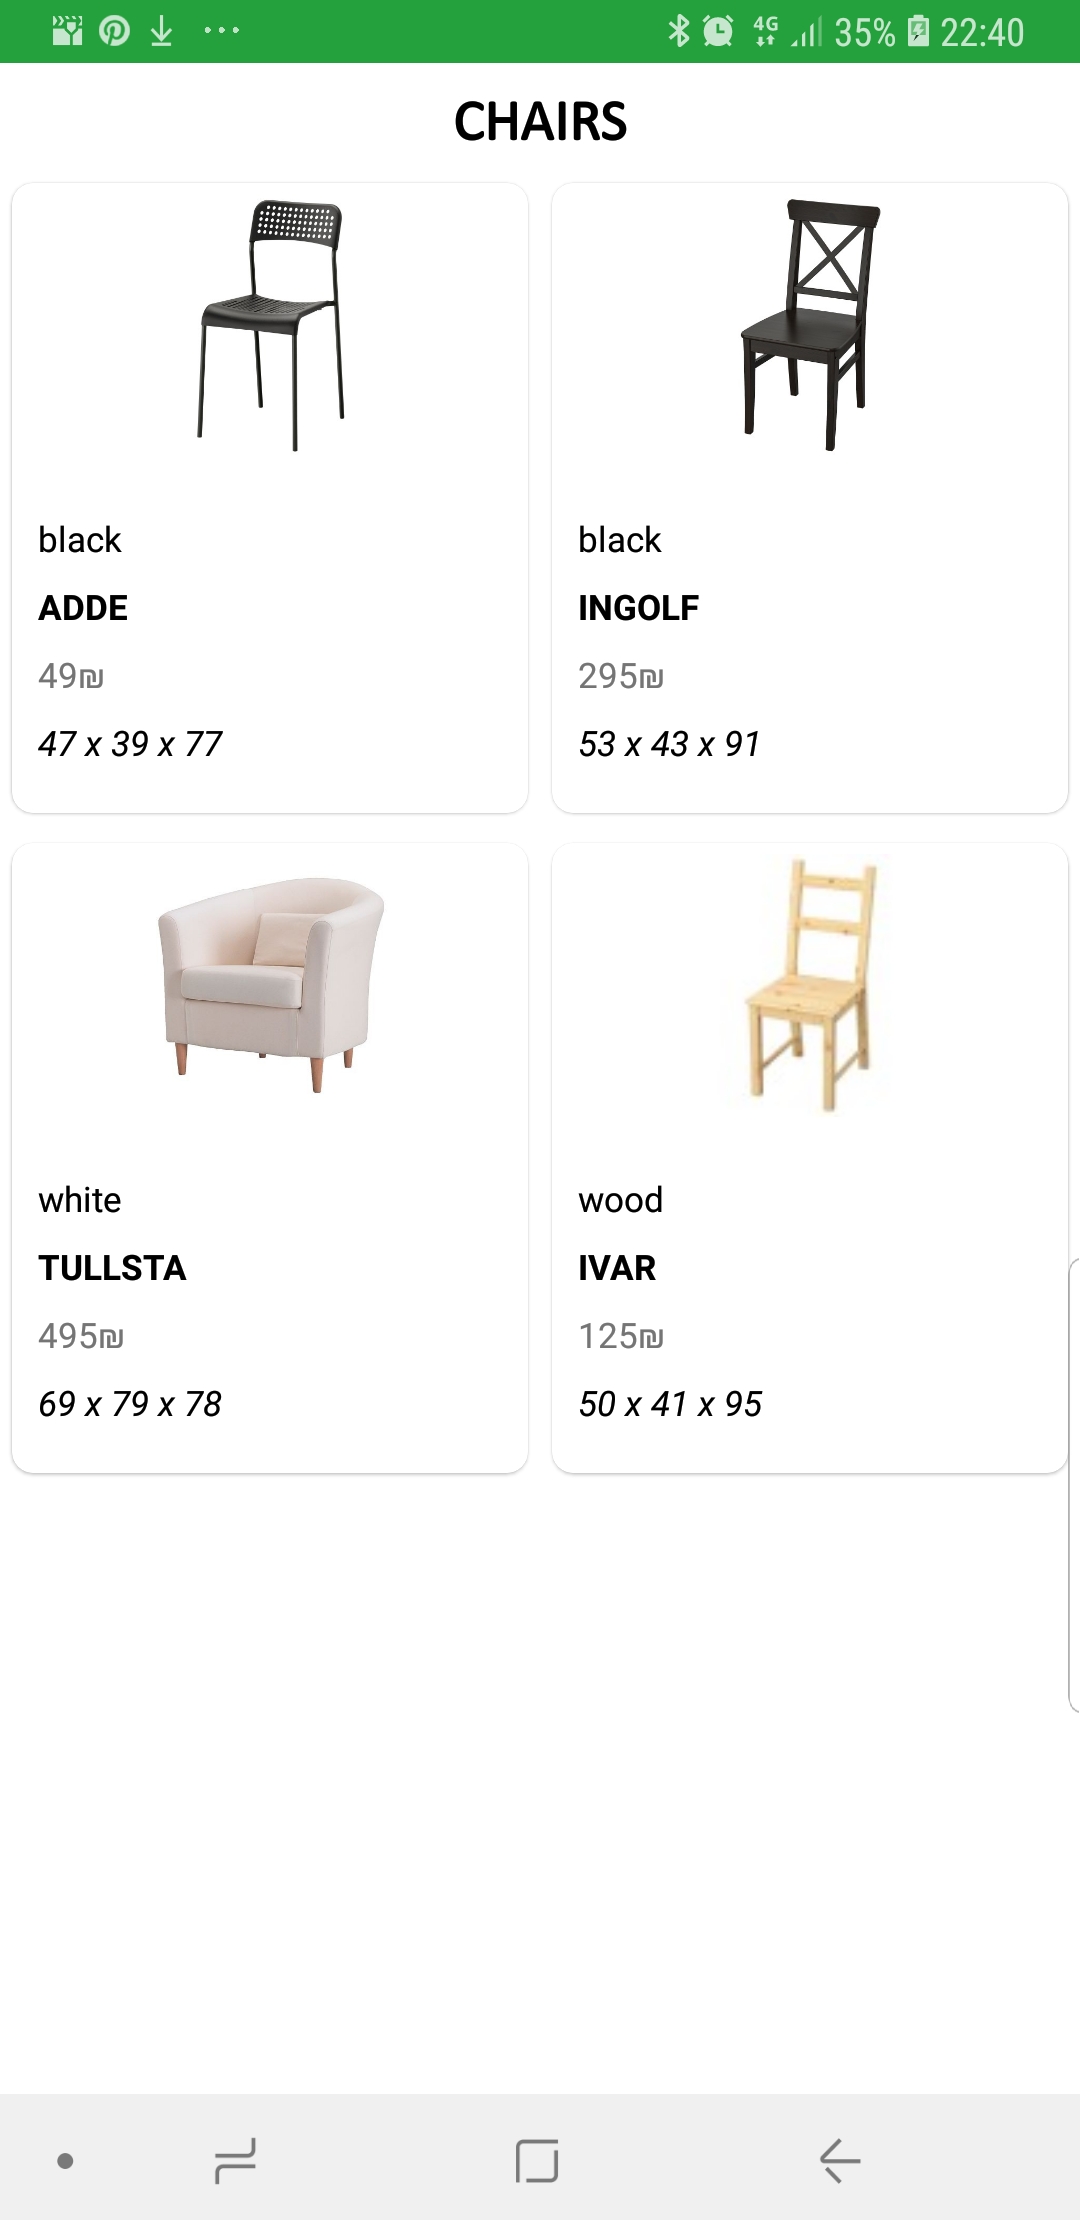 4G 35% 22:40
CHAIRS
black
ADDE
49₪
47 x 39 x 77
black
INGOLF
295₪
53 x 43 x 91
white
TULLSTA
495₪
69 x 79 x 78
wood
IVAR
125₪
50 x 41 x 95